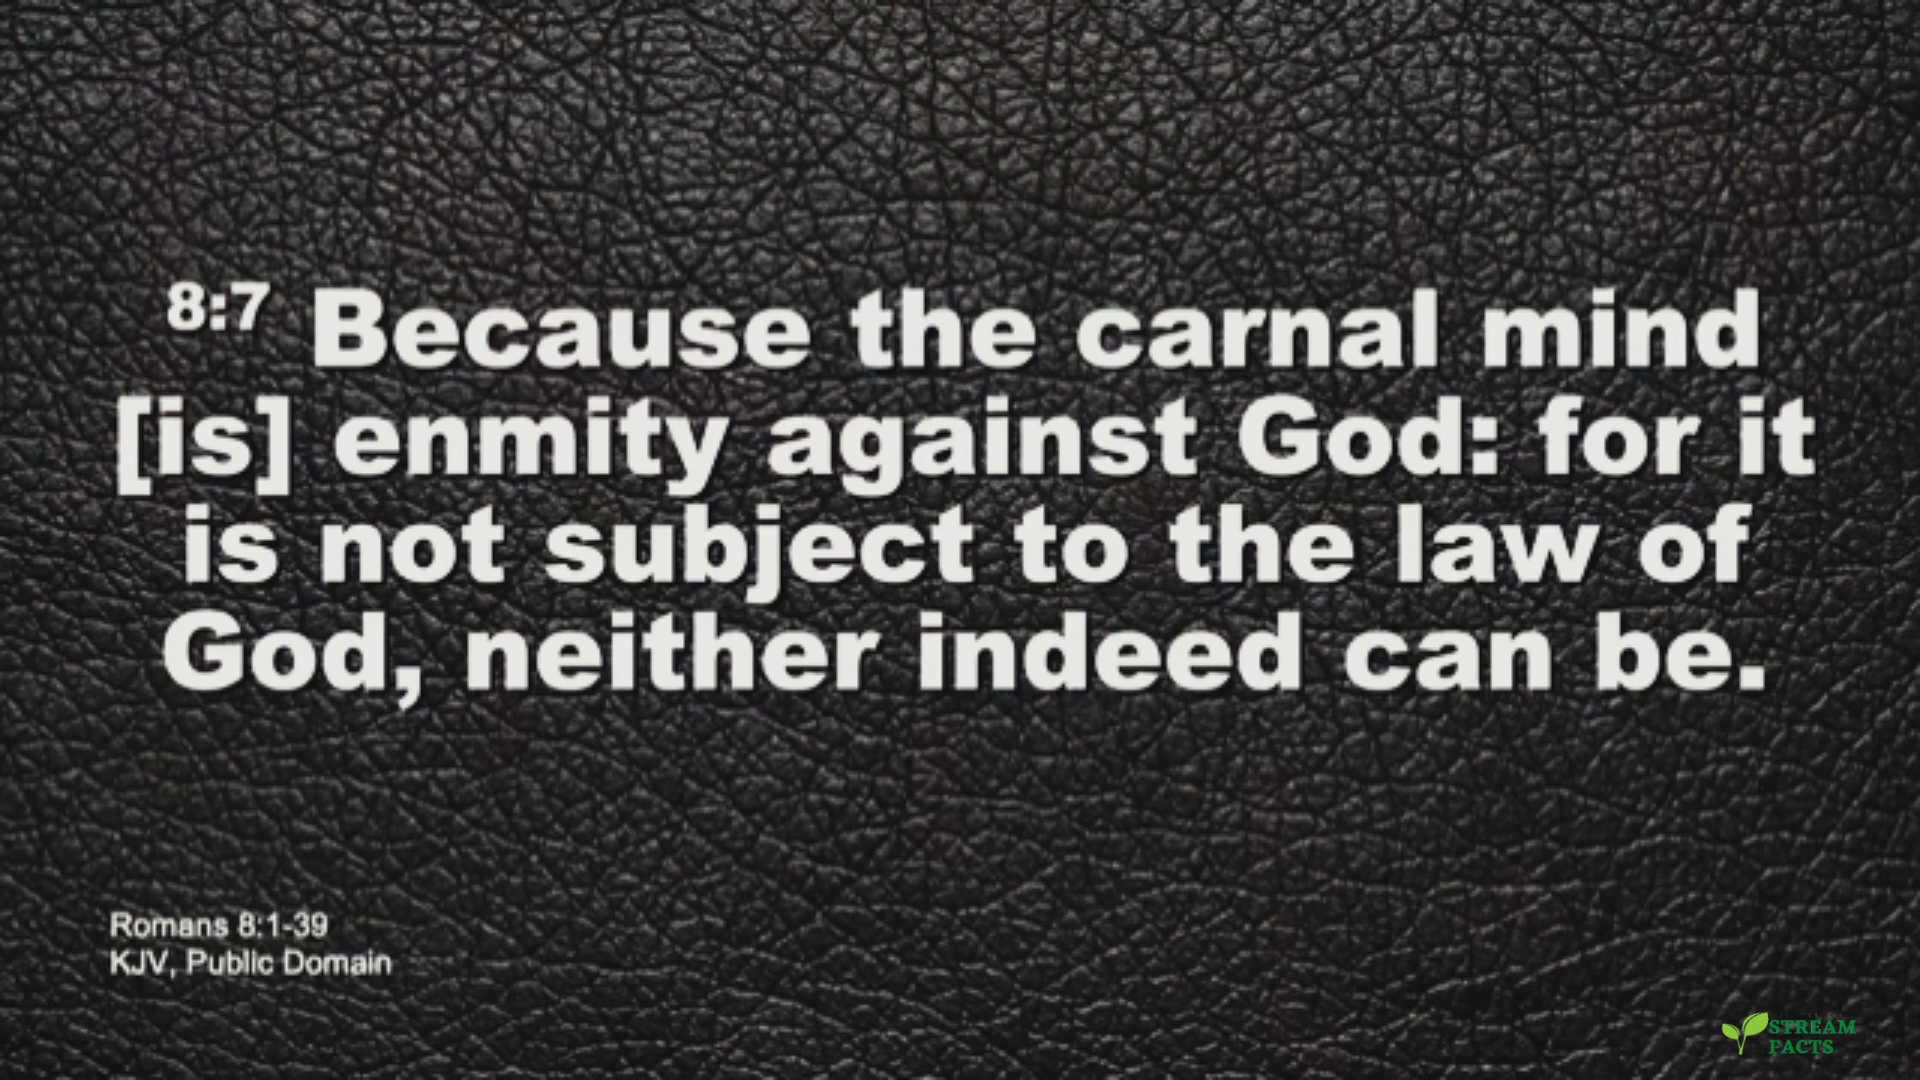 8:7 Because the carnal mind
[is] enmity against God: for it
is not subject to the law of
God, neither indeed can be.
Romans 8:1-39
KJV, Public Domain
STREAM
FACTS